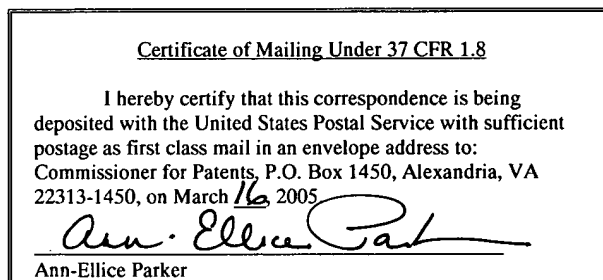 Certificate of Mailing Under 37 CFR 1.8
I hereby certify that this correspondence is being
deposited with the United States Postal Service with sufficient
postage as first class mail in an envelope address to:
Commissioner for Patents, P.O. Box 1450, Alexandria, VA
22313-1450, on March 16, 2005
Ann-Ellice Parker
Ann-Ellice Parker